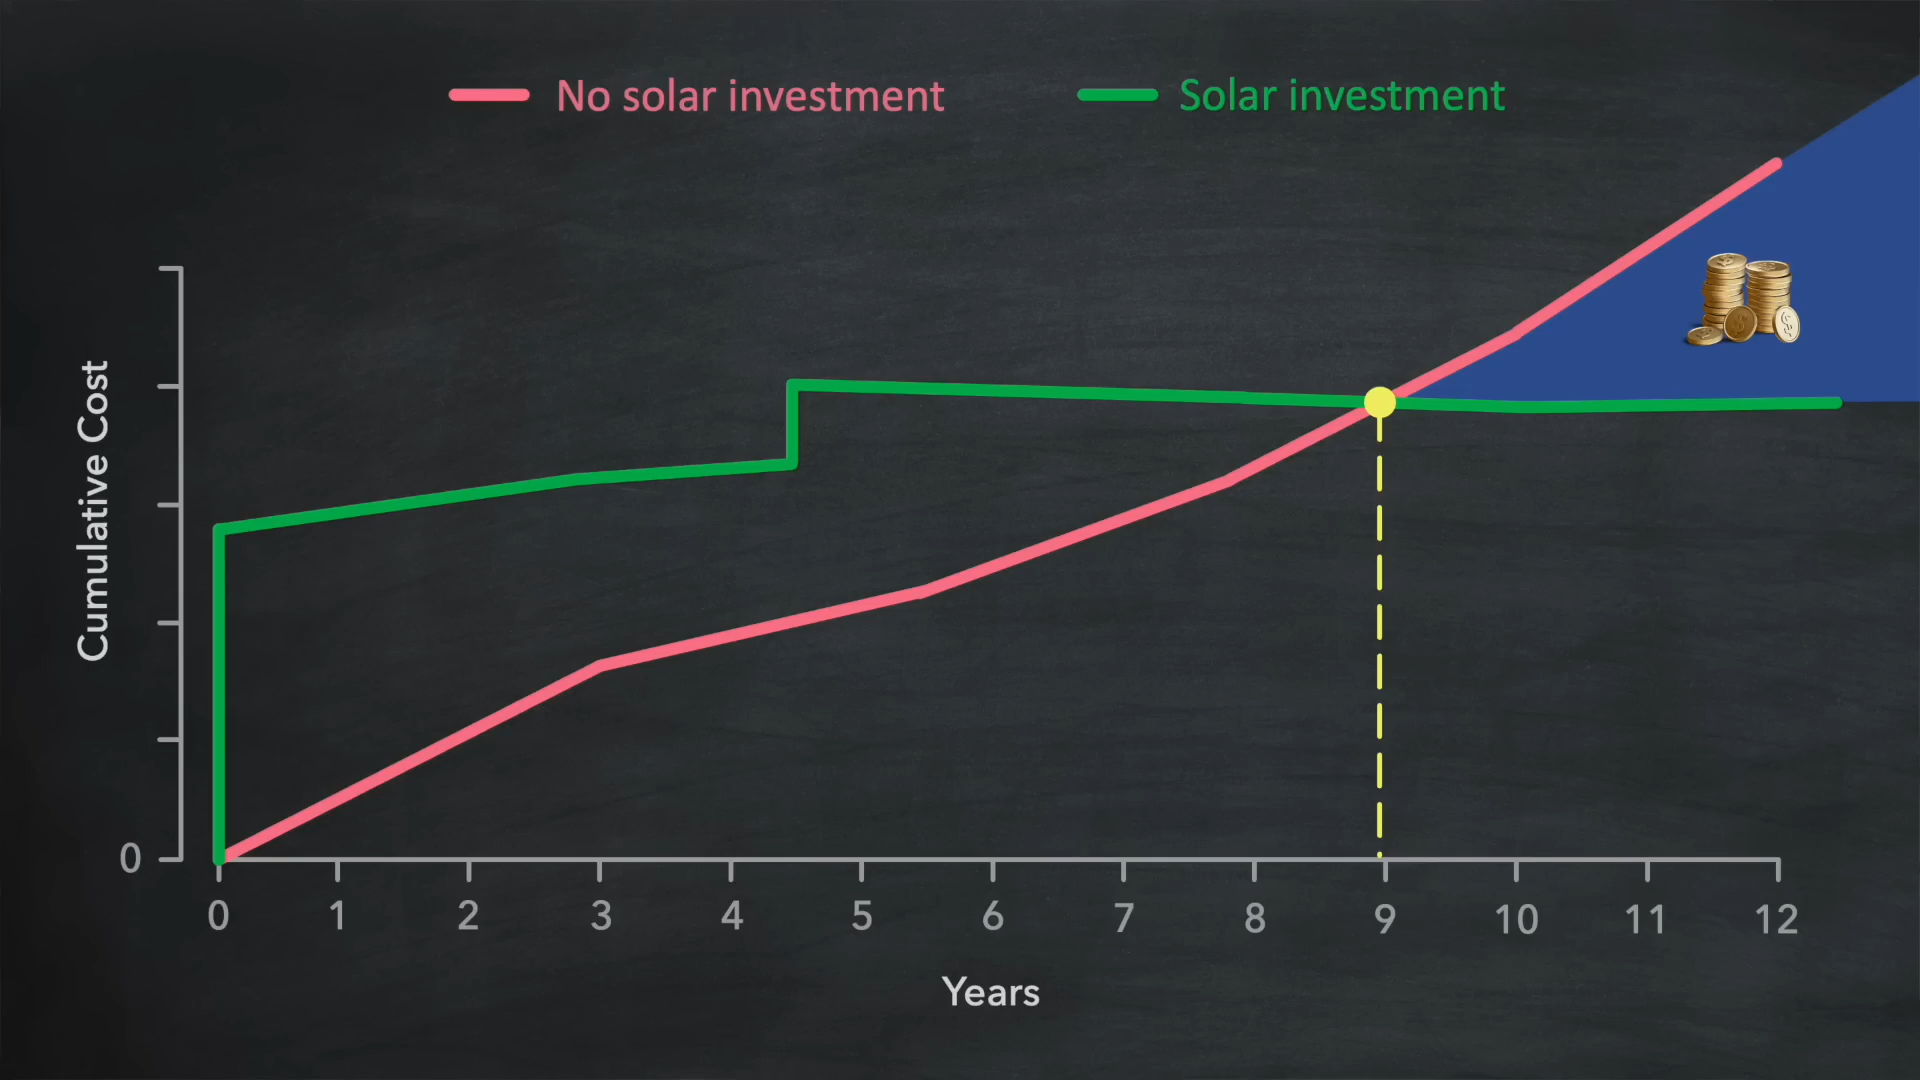 No solar investment Solar investment
Cumulative Cost
0
0 1 2 3 4 5 6 7 8 9 10 11 12
Years